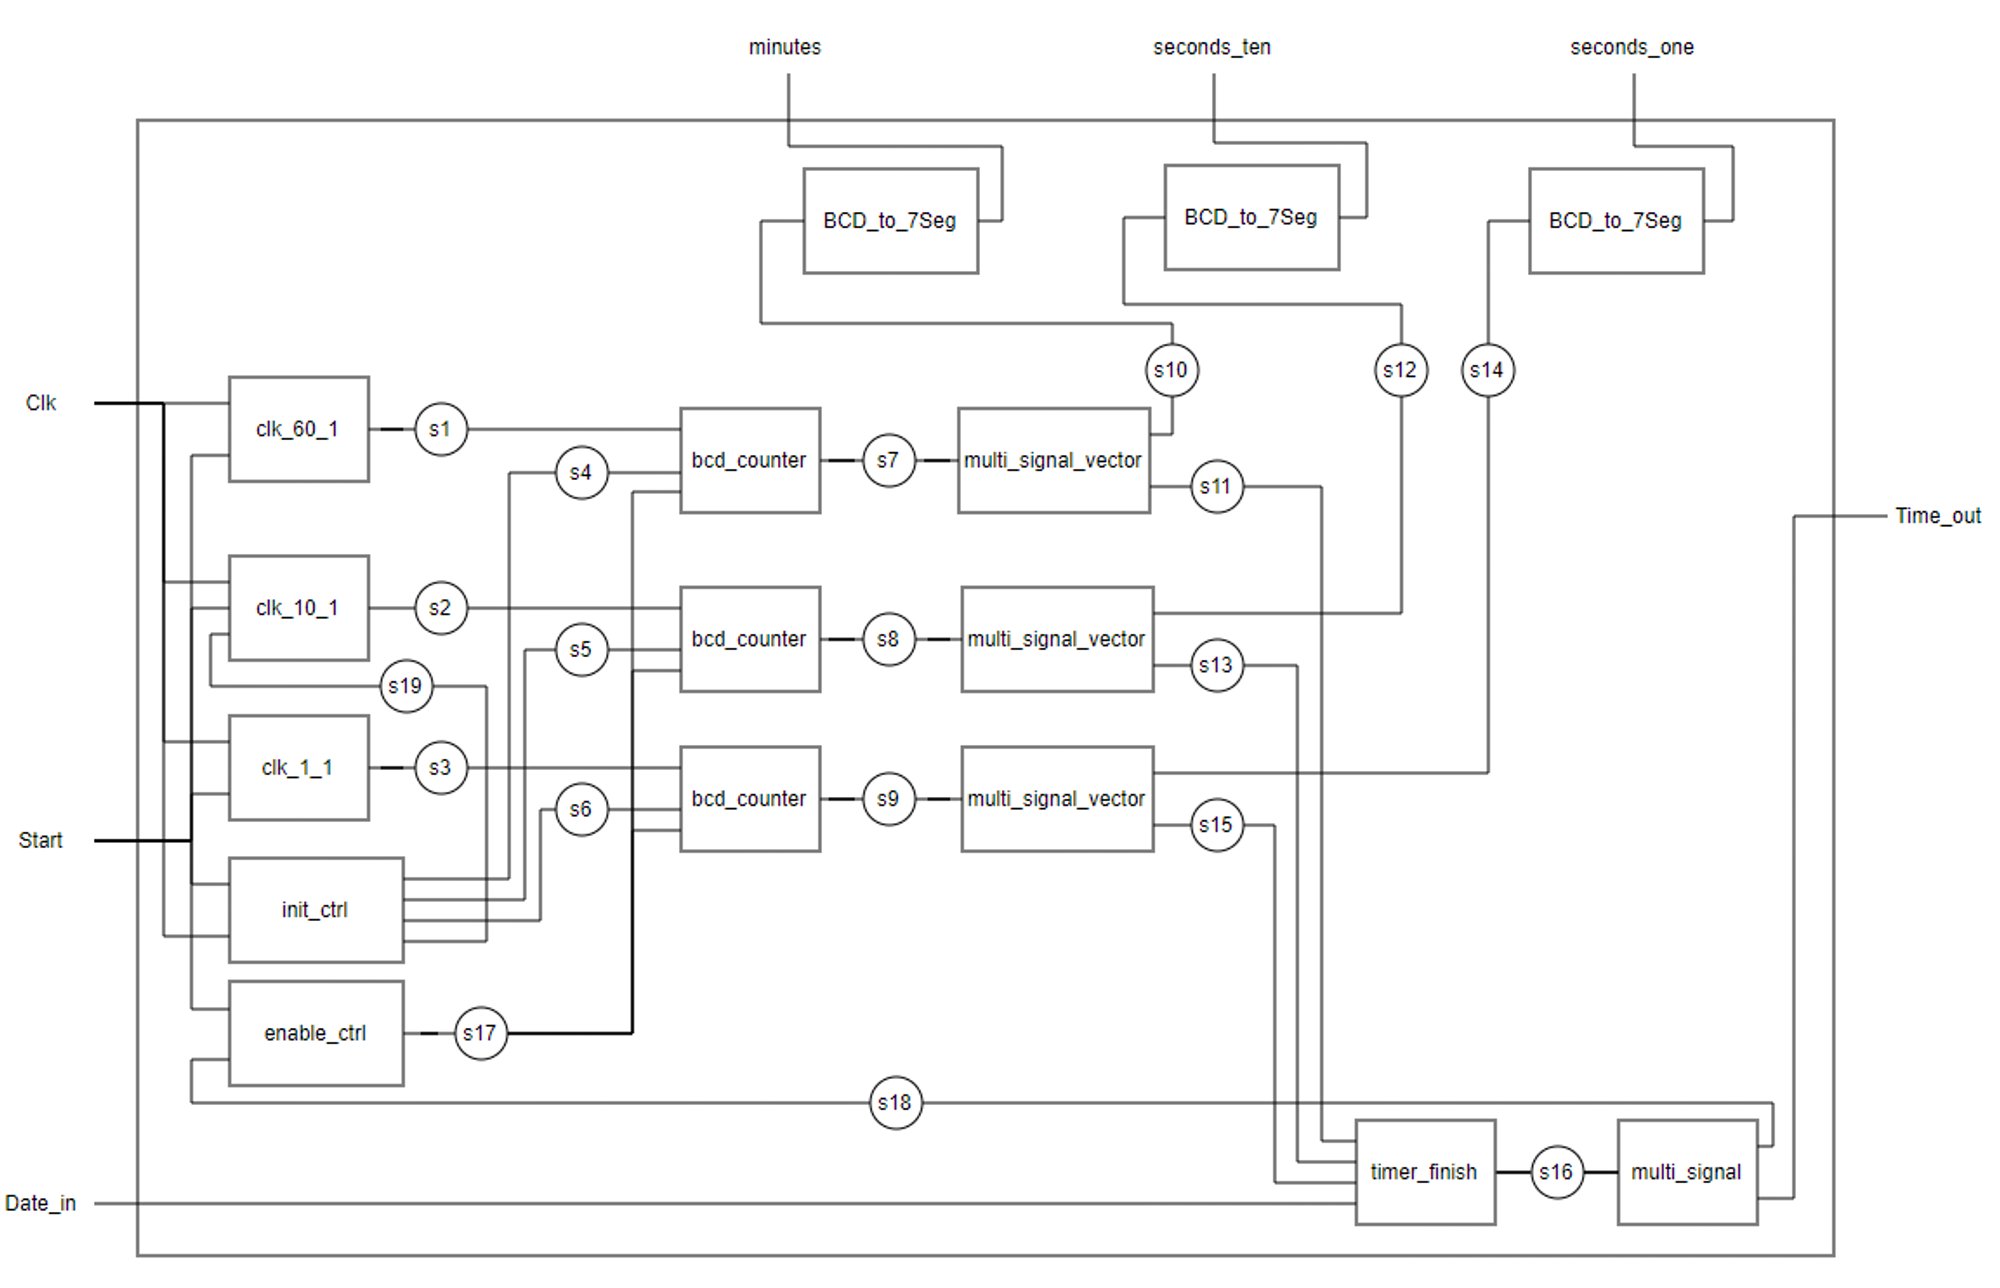 minutes seconds_ten seconds_one
BCD_to_7Seg BCD_to_7Seg BCD_to_7Seg
s10 s12 s14
Clk
clk_60_1 s1 bcd_counter s7 multi_signal_vector
s4
s11
Time_out
clk_10_1 s2 bcd_counter s8 multi_signal_vector
s5
s13
s19
clk_1_1 s3 bcd_counter s9 multi_signal_vector
s6
s15
Start
init_ctrl
enable_ctrl s17
s18
timer_finish s16 multi_signal
Date_in